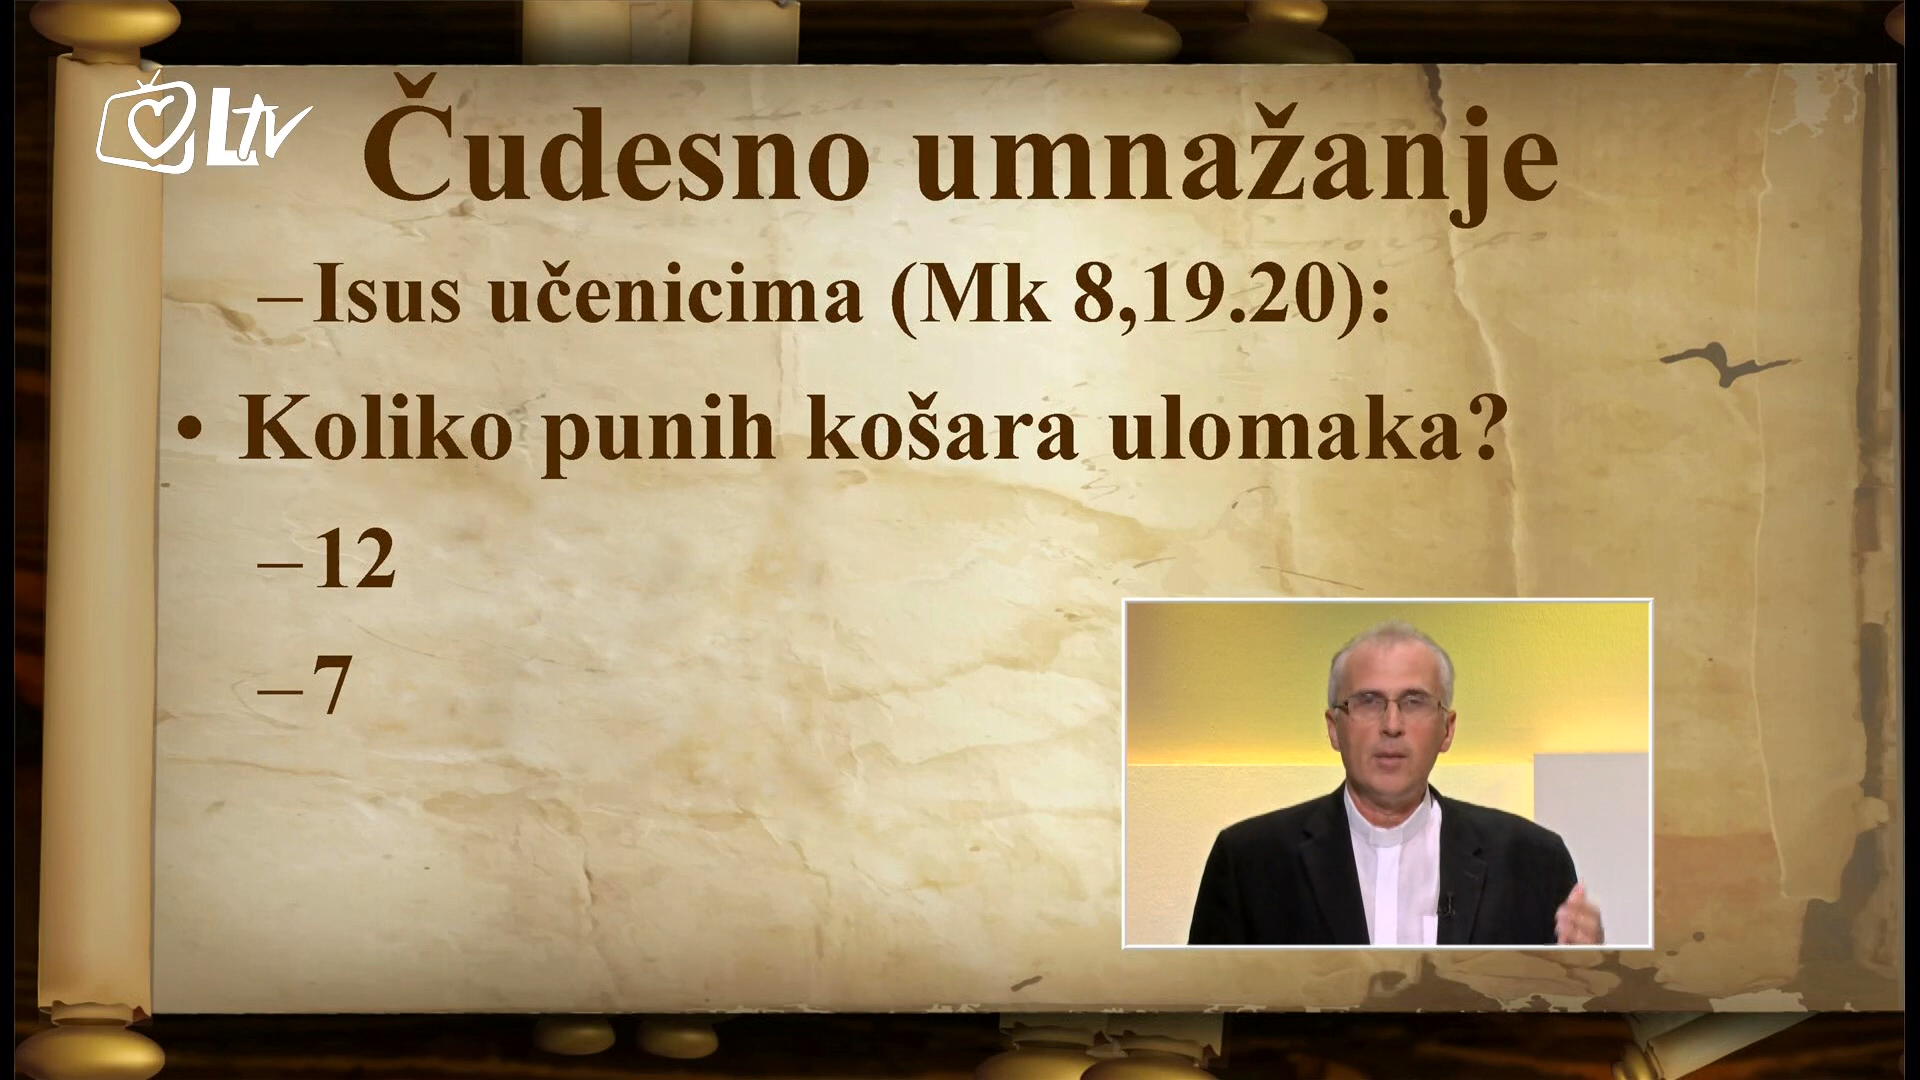 Ltv
Čudesno umnažanje
–Isus učenicima (Mk 8,19.20):
• Koliko punih košara ulomaka?
–12
–7